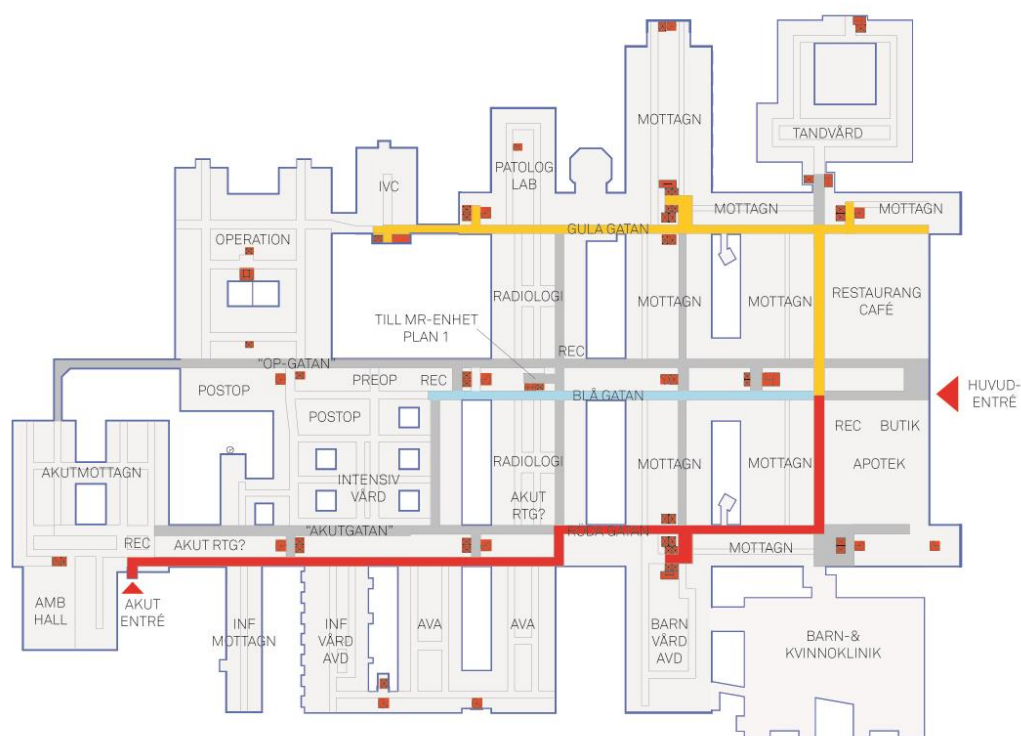 MOTTAGN
TANDVÅRD
PATOLOG
LAB
IVC
MOTTAGN
MOTTAGN
GULA GATAN
OPERATION
RADIOLOGI
MOTTAGN
MOTTAGN
RESTAURANG
CAFÉ
TILL MR-ENHET
PLAN 1
REC
"OP-GATAN"
POSTOP
PREOP
REC
BLÅ GATAN
HUVUD-
ENTRÉ
POSTOP
REC
BUTIK
AKUTMOTTAGN
INTENSIV
VÅRD
RADIOLOGI
MOTTAGN
MOTTAGN
APOTEK
AKUT
RTG?
"AKUTGATAN"
RÖDA GATAN
REC
AKUT RTG?
MOTTAGN
AMB
HALL
AKUT
ENTRÉ
INF
MOTTAGN
INF
VÅRD
AVD
AVA
AVA
BARN
VÅRD
AVD
BARN-&
KVINNOKLINIK